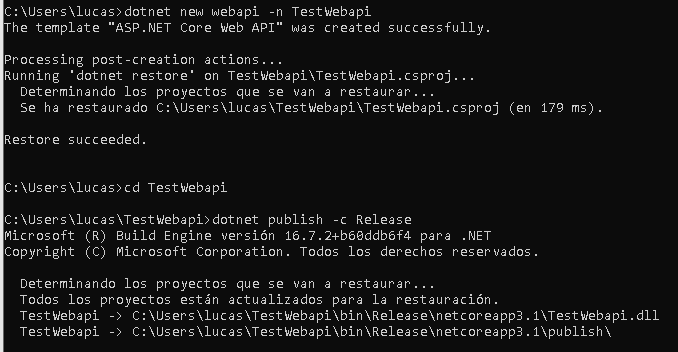 C:\Users\lucas>dotnet new webapi -n TestWebapi
The template "ASP.NET Core Web API" was created successfully.
Processing post-creation actions...
Running 'dotnet restore' on TestWebapi\TestWebapi.csproj...
Determinando los proyectos que se van a restaurar...
Se ha restaurado C:\Users\lucas\TestWebapi\TestWebapi.csproj (en 179 ms).
Restore succeeded.
C:\Users\lucas>cd TestWebapi
C:\Users\lucas\TestWebapi>dotnet publish -c Release
Microsoft (R) Build Engine versión 16.7.2+b60ddb6f4 para .NET
Copyright (C) Microsoft Corporation. Todos los derechos reservados.
Determinando los proyectos que se van a restaurar...
Todos los proyectos están actualizados para la restauración.
TestWebapi -> C:\Users\lucas\TestWebapi\bin\Release\netcoreapp3.1\TestWebapi.dll
TestWebapi -> C:\Users\lucas\TestWebapi\bin\Release\netcoreapp3.1\publish\